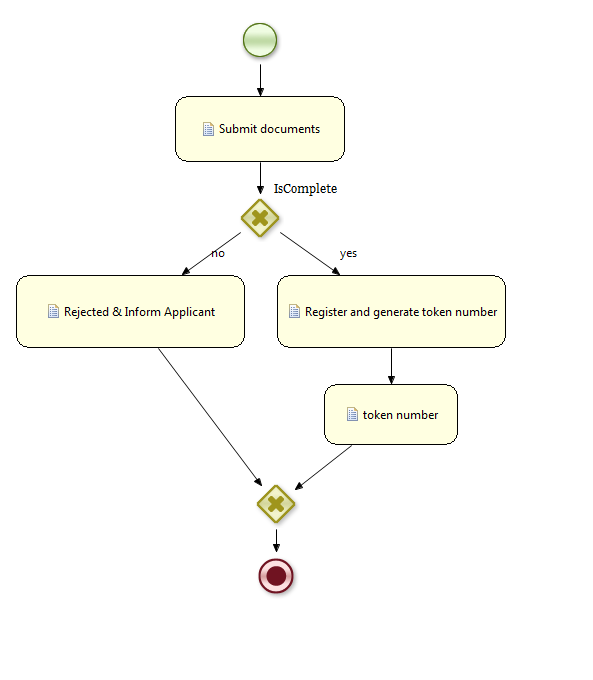 Submit documents
IsComplete
no
yes
Rejected & Inform Applicant
Register and generate token number
token number